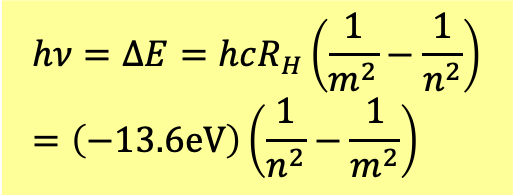 hν = ΔE = hcR_H (1/m² − 1/n²)
= (−13.6eV) (1/n² − 1/m²)